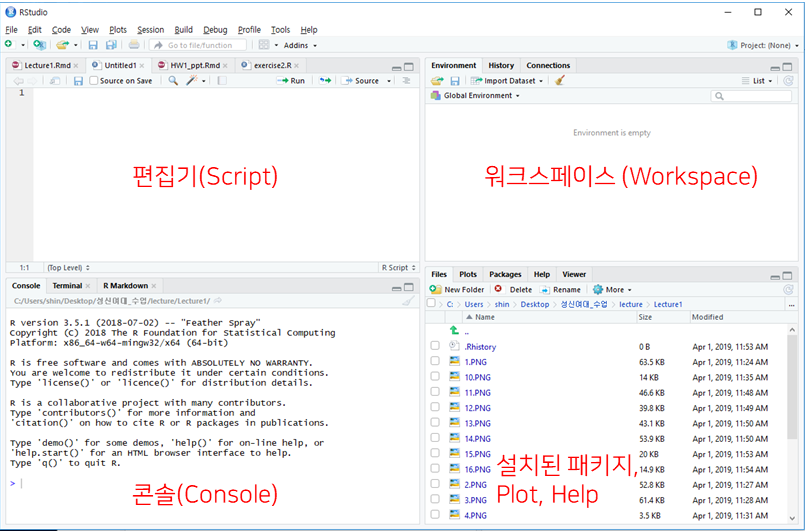 RStudio
File Edit Code View Plots Session Build Debug Profile Tools Help
Go to file/function Addins Project: (None)
Lecture1.Rmd Untitled1 HW1_ppt.Rmd exercise2.R
Source on Save Run Source
1
편집기(Script)
1:1 (Top Level) R Script
Environment History Connections
Import Dataset List
Global Environment
Environment is empty
워크스페이스 (Workspace)
Console Terminal R Markdown
C:/Users/shin/Desktop/성신여대_수업/lecture/Lecture1/
R version 3.5.1 (2018-07-02) -- "Feather Spray"
Copyright (C) 2018 The R Foundation for Statistical Computing
Platform: x86_64-w64-mingw32/x64 (64-bit)
R is free software and comes with ABSOLUTELY NO WARRANTY.
You are welcome to redistribute it under certain conditions.
Type 'license()' or 'licence()' for distribution details.
R is a collaborative project with many contributors.
Type 'contributors()' for more information and
'citation()' on how to cite R or R packages in publications.
Type 'demo()' for some demos, 'help()' for on-line help, or
'help.start()' for an HTML browser interface to help.
Type 'q()' to quit R.
>
콘솔(Console)
Files Plots Packages Help Viewer
New Folder Delete Rename More
C: Users shin Desktop 성신여대_수업 lecture Lecture1 ...
Name Size Modified
..
.Rhistory 0 B Apr 1, 2019, 11:53 AM
1.PNG 63.5 KB Apr 1, 2019, 11:24 AM
10.PNG 14 KB Apr 1, 2019, 11:35 AM
11.PNG 46.6 KB Apr 1, 2019, 11:48 AM
12.PNG 39.8 KB Apr 1, 2019, 11:49 AM
13.PNG 43.1 KB Apr 1, 2019, 11:50 AM
14.PNG 53.9 KB Apr 1, 2019, 11:50 AM
15.PNG 20 KB Apr 1, 2019, 11:53 AM
16.PNG 14.9 KB Apr 1, 2019, 11:54 AM
2.PNG 52.8 KB Apr 1, 2019, 11:27 AM
3.PNG 61.4 KB Apr 1, 2019, 11:28 AM
4.PNG 3.5 KB Apr 1, 2019, 11:31 AM
설치된 패키지,
Plot, Help